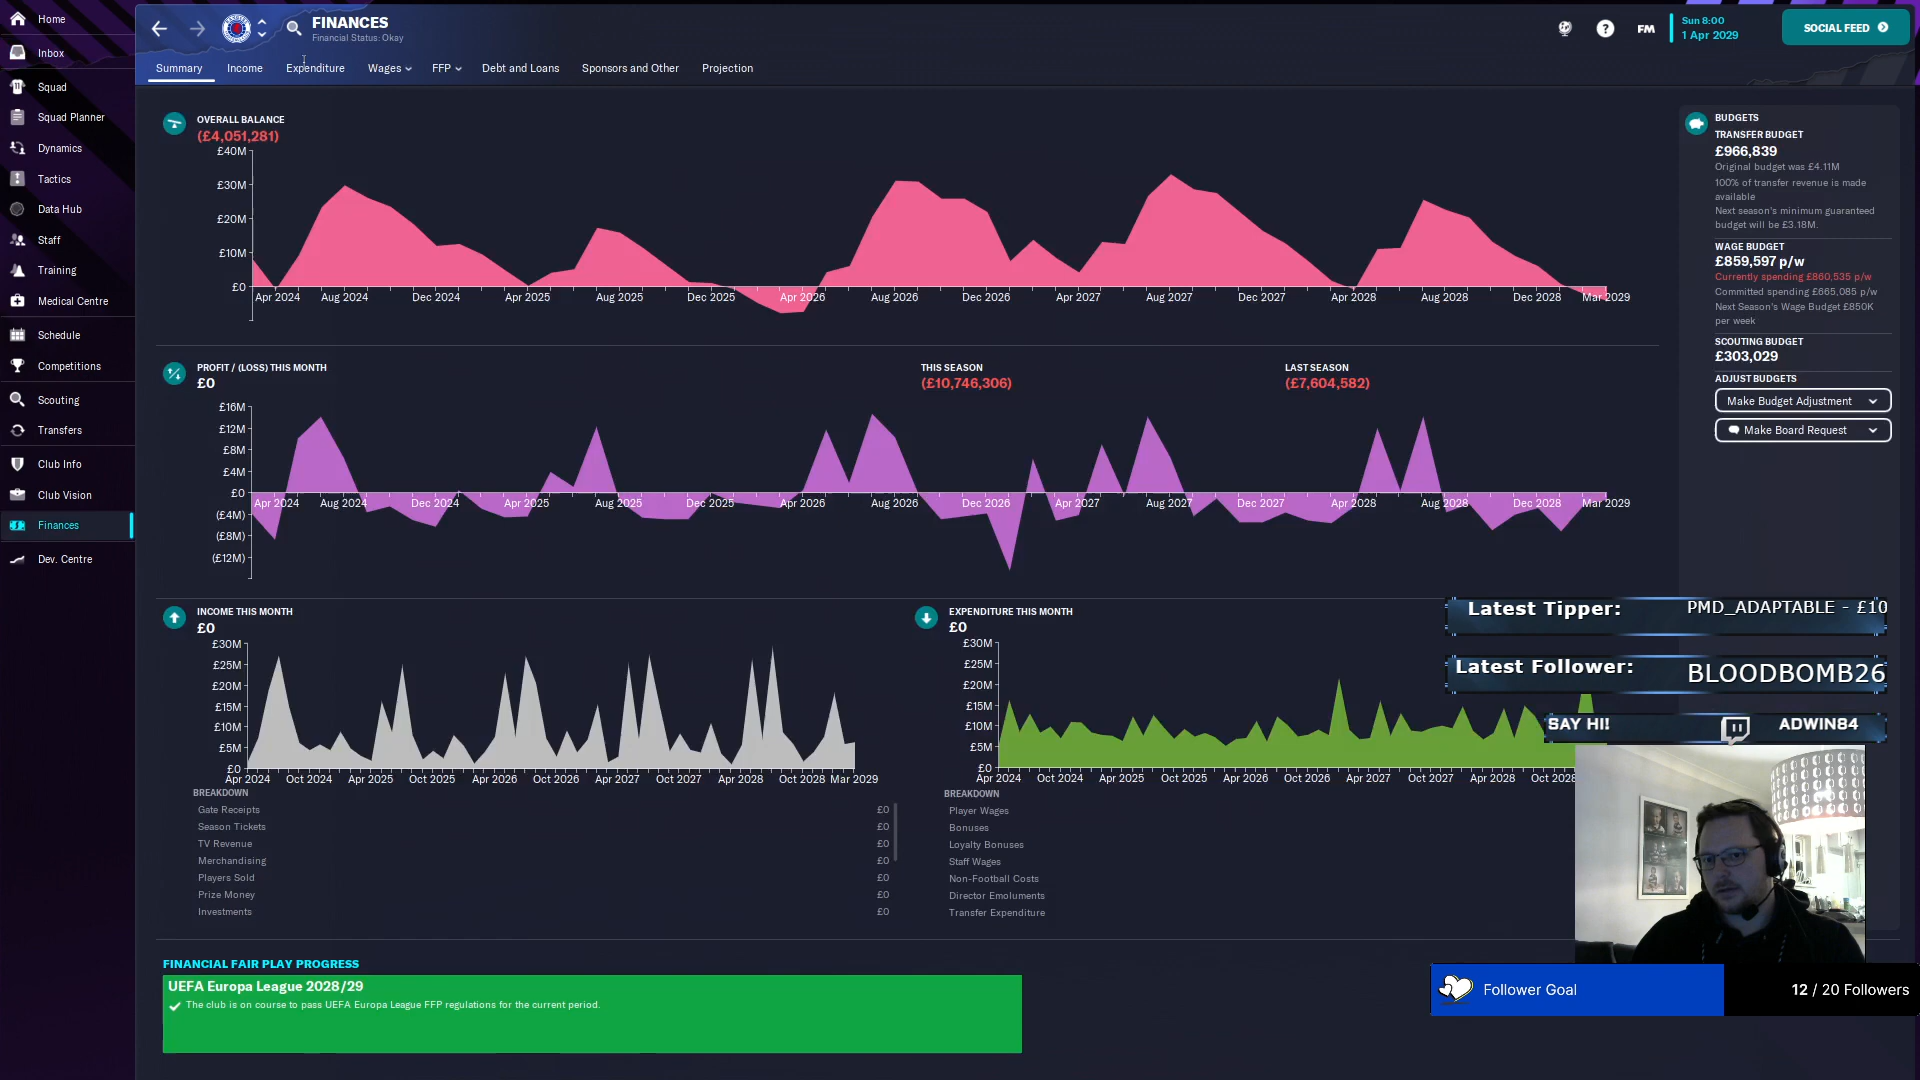 Home
Inbox
Squad
Squad Planner
Dynamics
Tactics
Data Hub
Staff
Training
Medical Centre
Schedule
Competitions
Scouting
Transfers
Club Info
Club Vision
Finances
Dev. Centre
FINANCES
Financial Status: Okay
?
FM
Sun 8:00
1 Apr 2029
SOCIAL FEED
Summary Income Expenditure Wages FFP Debt and Loans Sponsors and Other Projection
OVERALL BALANCE
(£4,051,281)
£40M
£30M
£20M
£10M
£0
Apr 2024 Aug 2024 Dec 2024 Apr 2025 Aug 2025 Dec 2025 Apr 2026 Aug 2026 Dec 2026 Apr 2027 Aug 2027 Dec 2027 Apr 2028 Aug 2028 Dec 2028 Mar 2029
PROFIT / (LOSS) THIS MONTH
£0
THIS SEASON
(£10,746,306)
LAST SEASON
(£7,604,582)
£16M
£12M
£8M
£4M
£0
(£4M)
(£8M)
(£12M)
Apr 2024 Aug 2024 Dec 2024 Apr 2025 Aug 2025 Dec 2025 Apr 2026 Aug 2026 Dec 2026 Apr 2027 Aug 2027 Dec 2027 Apr 2028 Aug 2028 Dec 2028 Mar 2029
INCOME THIS MONTH
£0
£30M
£25M
£20M
£15M
£10M
£5M
£0
Apr 2024 Oct 2024 Apr 2025 Oct 2025 Apr 2026 Oct 2026 Apr 2027 Oct 2027 Apr 2028 Oct 2028 Mar 2029
BREAKDOWN
Gate Receipts £0
Season Tickets £0
TV Revenue £0
Merchandising £0
Players Sold £0
Prize Money £0
Investments £0
EXPENDITURE THIS MONTH
£0
£30M
£25M
£20M
£15M
£10M
£5M
£0
Apr 2024 Oct 2024 Apr 2025 Oct 2025 Apr 2026 Oct 2026 Apr 2027 Oct 2027 Apr 2028 Oct 2028
BREAKDOWN
Player Wages
Bonuses
Loyalty Bonuses
Staff Wages
Non-Football Costs
Director Emoluments
Transfer Expenditure
FINANCIAL FAIR PLAY PROGRESS
UEFA Europa League 2028/29
The club is on course to pass UEFA Europa League FFP regulations for the current period.
BUDGETS
TRANSFER BUDGET
£966,839
Original budget was £4.11M
100% of transfer revenue is made
available
Next season's minimum guaranteed
budget will be £3.18M.
WAGE BUDGET
£859,597 p/w
Currently spending £860,535 p/w
Committed spending £665,085 p/w
Next Season's Wage Budget £850K
per week
SCOUTING BUDGET
£303,029
ADJUST BUDGETS
Make Budget Adjustment
Make Board Request
Latest Tipper: PMD_ADAPTABLE - £10
Latest Follower: BLOODBOMB26
SAY HI! ADWIN84
Follower Goal 12 / 20 Followers